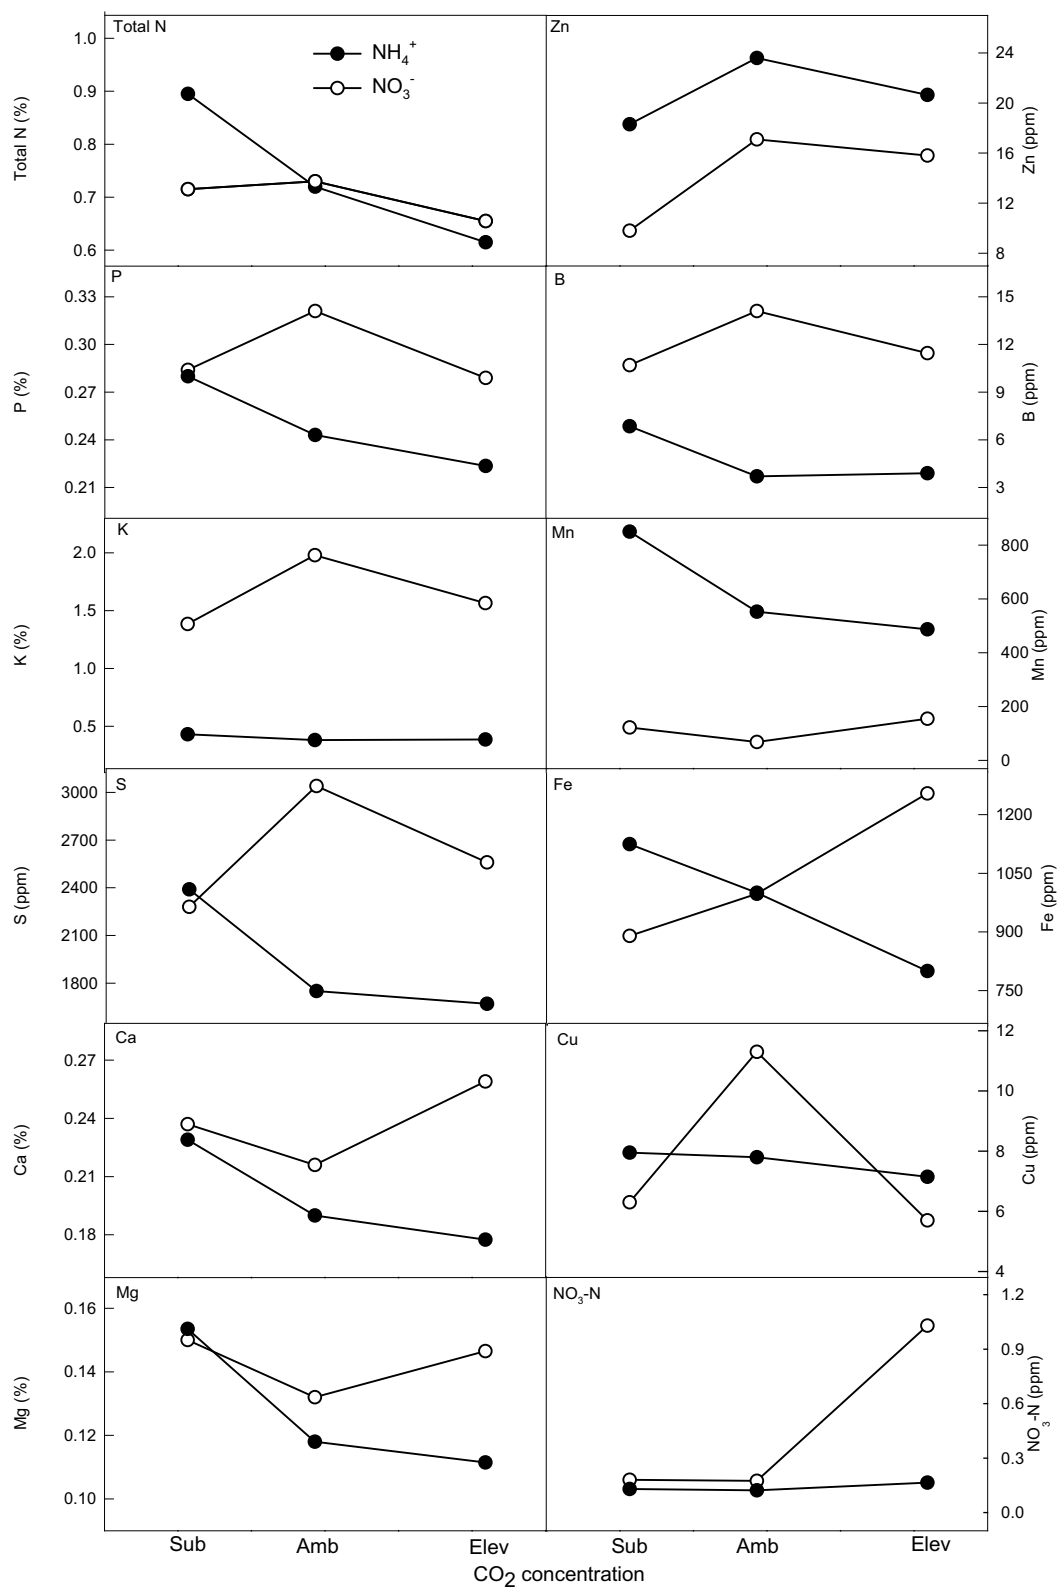 Total N
NH₄⁺
NO₃⁻
1.0
0.9
0.8
0.7
0.6
Total N (%)
Zn
24
20
16
12
8
Zn (ppm)
P
0.33
0.30
0.27
0.24
0.21
P (%)
B
15
12
9
6
3
B (ppm)
K
2.0
1.5
1.0
0.5
K (%)
Mn
800
600
400
200
0
Mn (ppm)
S
3000
2700
2400
2100
1800
S (ppm)
Fe
1200
1050
900
750
Fe (ppm)
Ca
0.27
0.24
0.21
0.18
Ca (%)
Cu
12
10
8
6
4
Cu (ppm)
Mg
0.16
0.14
0.12
0.10
Mg (%)
NO₃-N
1.2
0.9
0.6
0.3
0.0
NO₃-N (ppm)
Sub Amb Elev Sub Amb Elev
CO₂ concentration